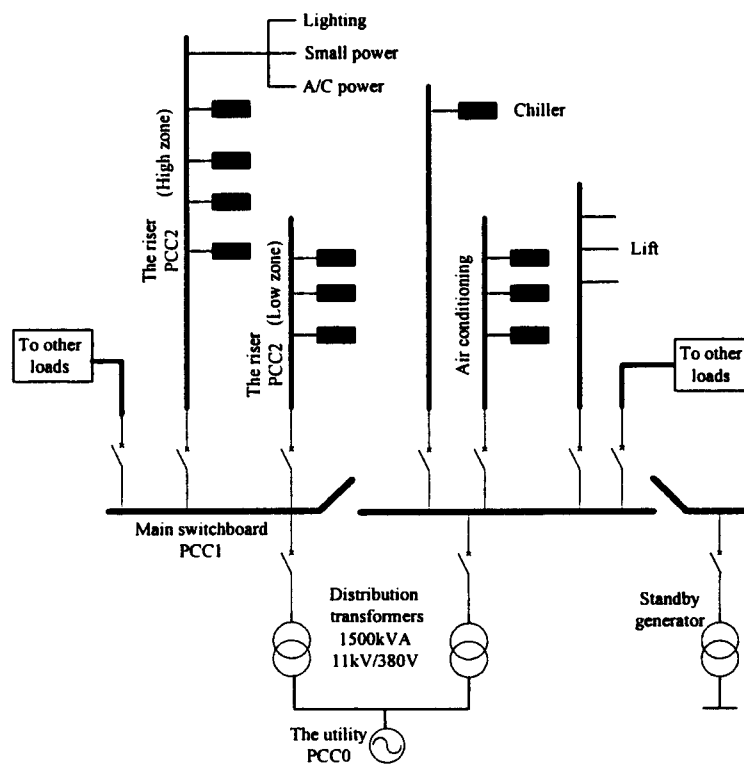 Lighting
Small power
A/C power
(High zone)
The riser
PCC2
Chiller
(Low zone)
The riser
PCC2
Air conditioning
Lift
To other
loads
To other
loads
Main switchboard
PCC1
Distribution
transformers
1500kVA
11kV/380V
Standby
generator
The utility
PCC0